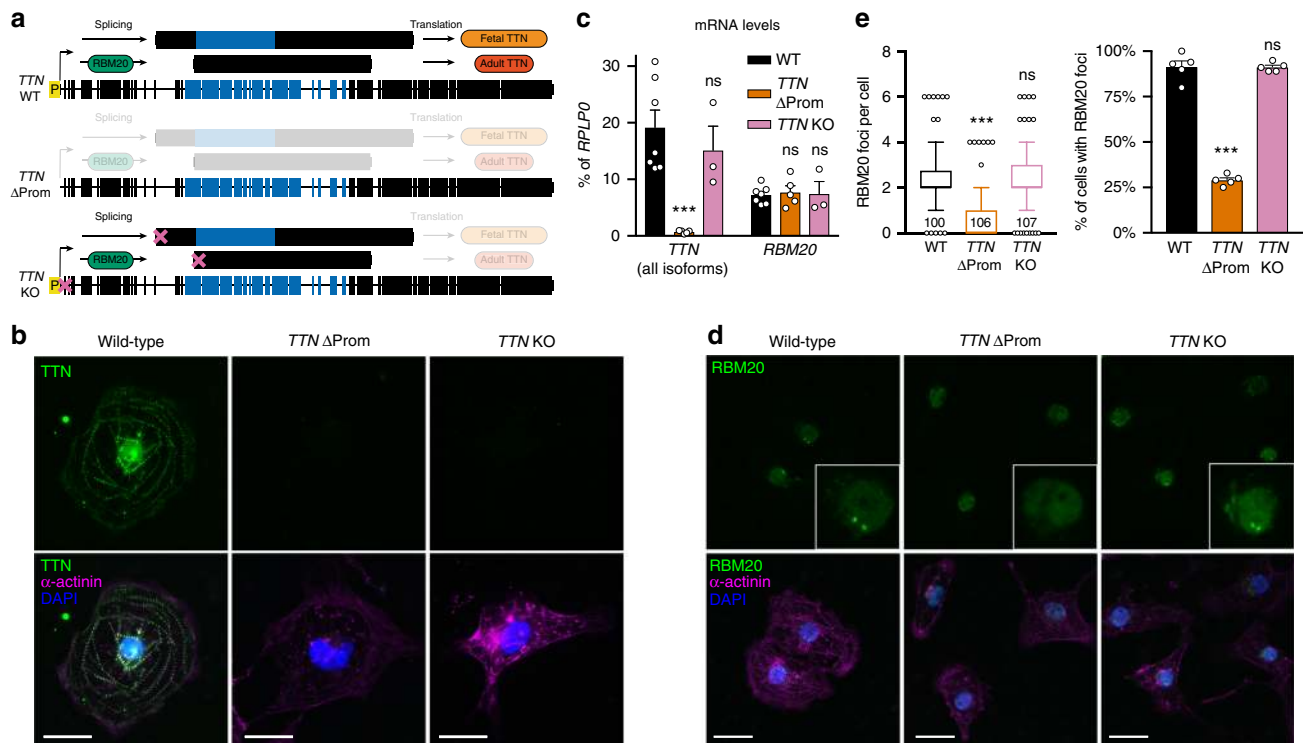 a
Splicing
Translation
Fetal TTN
RBM20
Adult TTN
TTN
WT
P
Splicing
Translation
Fetal TTN
RBM20
Adult TTN
TTN
ΔProm
Splicing
Translation
Fetal TTN
RBM20
Adult TTN
TTN
KO
P
c
mRNA levels
% of RPLP0
30
20
10
0
WT
TTN
ΔProm
TTN KO
ns
***
ns
ns
TTN
(all isoforms)
RBM20
e
RBM20 foci per cell
8
6
4
2
0
***
ns
100
106
107
WT
TTN
ΔProm
TTN
KO
% of cells with RBM20 foci
100%
75%
50%
25%
0%
***
ns
WT
TTN
ΔProm
TTN
KO
b
Wild-type
TTN ΔProm
TTN KO
TTN
TTN
α-actinin
DAPI
d
Wild-type
TTN ΔProm
TTN KO
RBM20
RBM20
α-actinin
DAPI